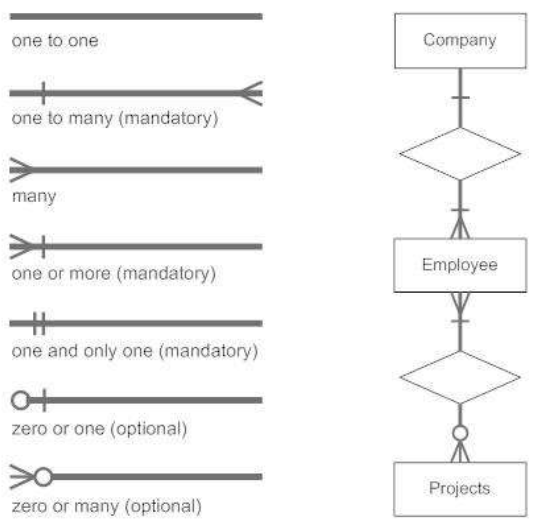 one to one
one to many (mandatory)
many
one or more (mandatory)
one and only one (mandatory)
zero or one (optional)
zero or many (optional)
Company
Employee
Projects